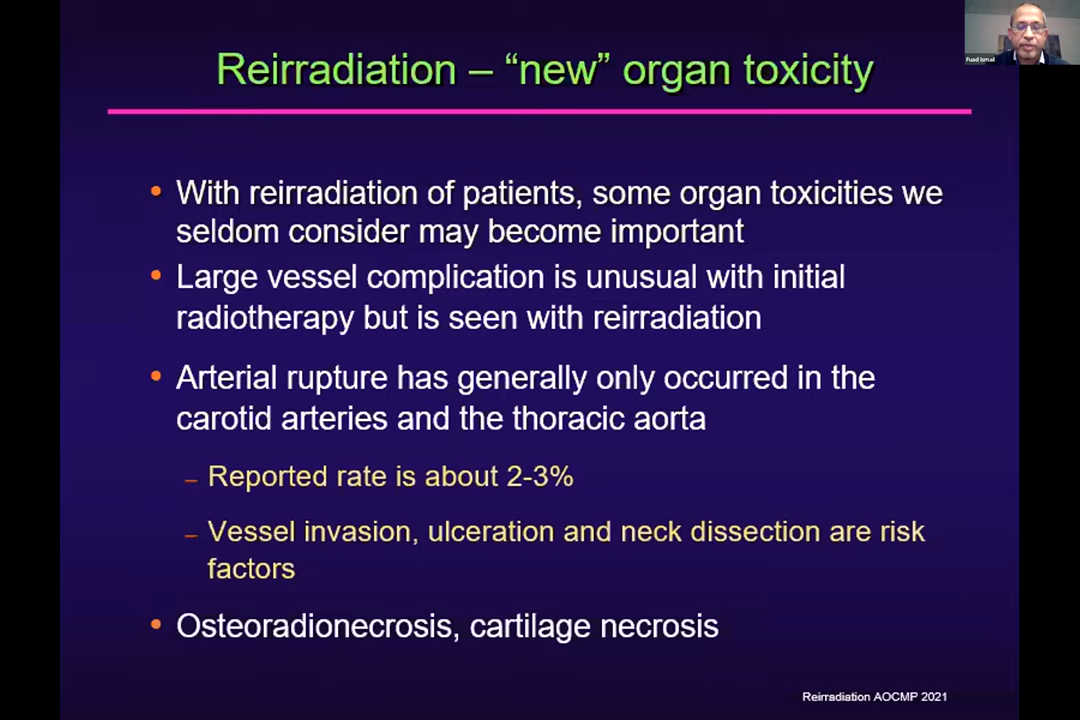 Reirradiation – “new” organ toxicity
Fuad Ismail
• With reirradiation of patients, some organ toxicities we
seldom consider may become important
• Large vessel complication is unusual with initial
radiotherapy but is seen with reirradiation
• Arterial rupture has generally only occurred in the
carotid arteries and the thoracic aorta
– Reported rate is about 2-3%
– Vessel invasion, ulceration and neck dissection are risk
factors
• Osteoradionecrosis, cartilage necrosis
Reirradiation AOCMP 2021